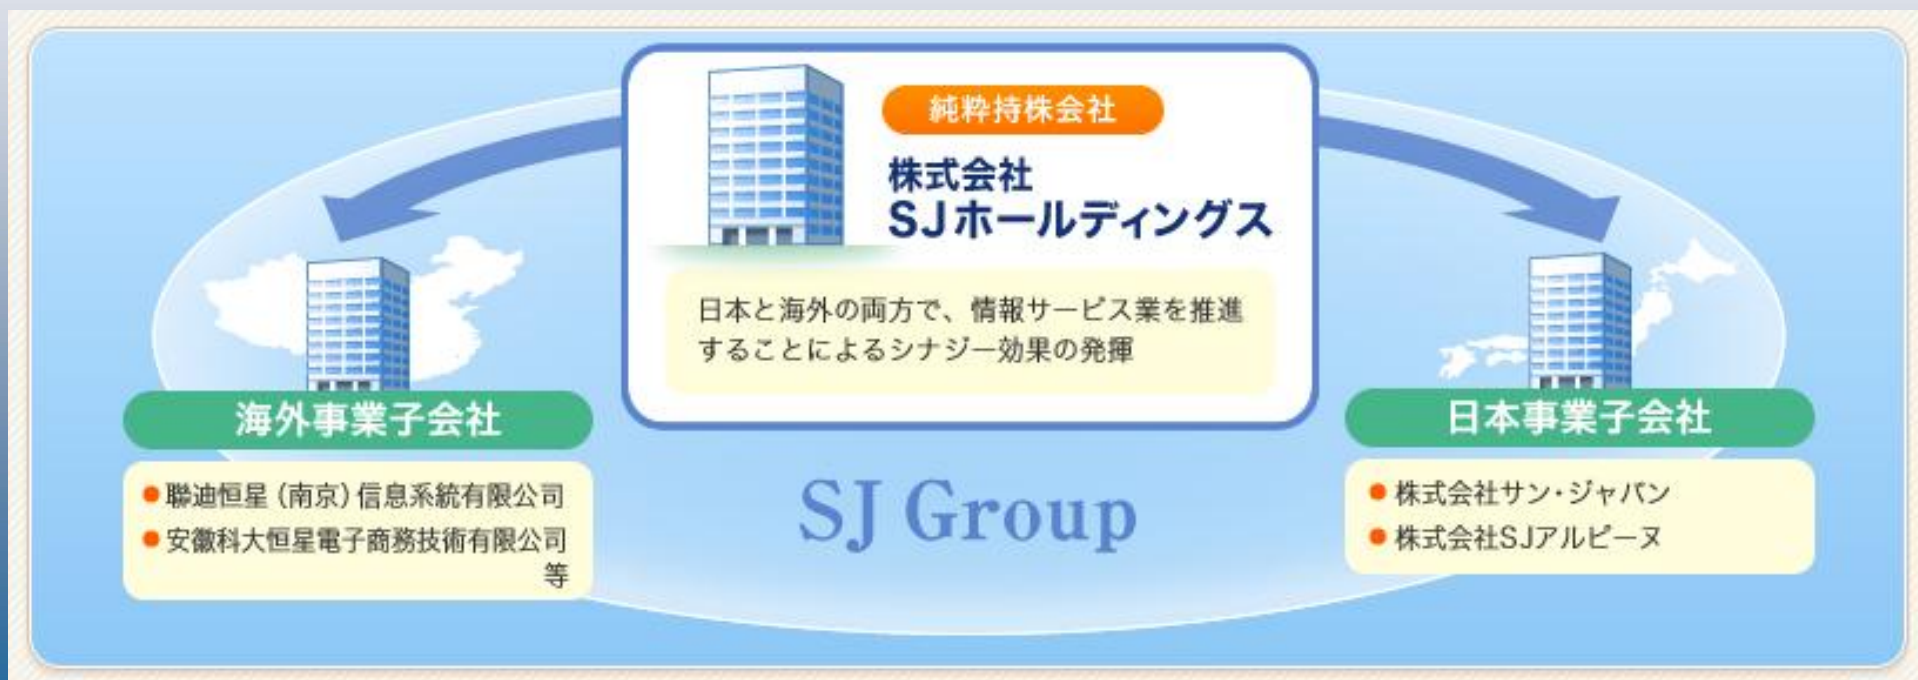 純粋持株会社
株式会社
SJホールディングス
日本と海外の両方で、情報サービス業を推進
することによるシナジー効果の発揮
海外事業子会社
●聯迪恒星(南京)信息系統有限公司
●安徽科大恒星電子商務技術有限公司
等
SJ Group
日本事業子会社
●株式会社サン・ジャパン
●株式会社SJアルピーヌ